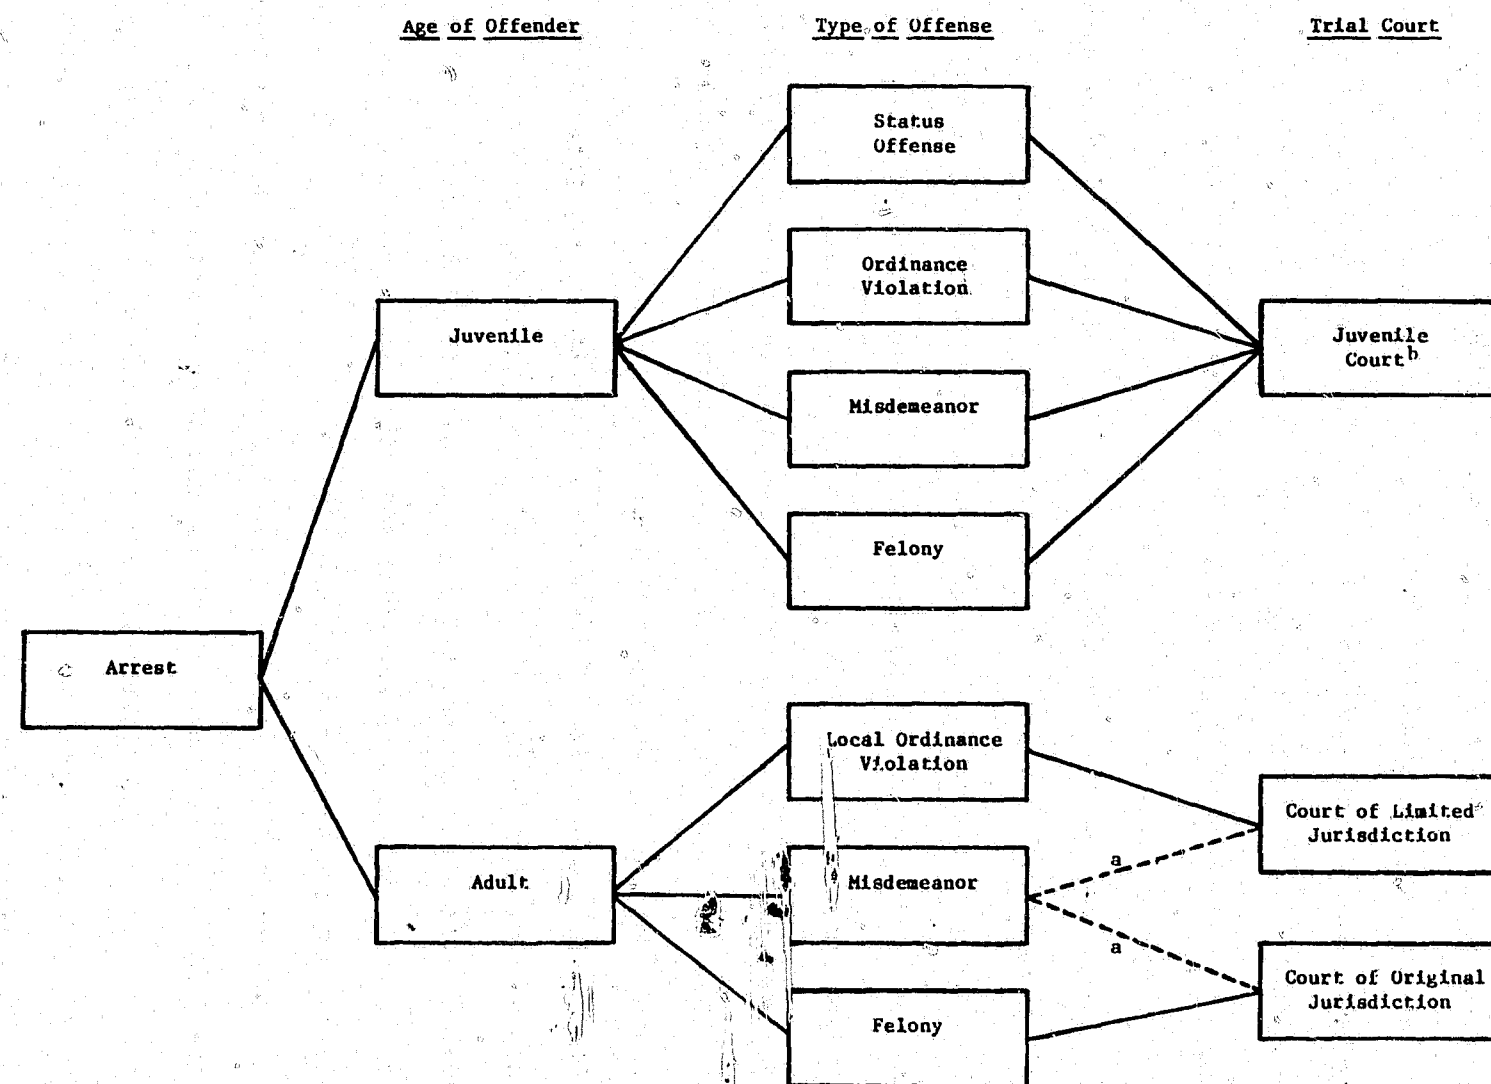 Age of Offender
Type of Offense
Trial Court
Status
Offense
Ordinance
Violation
Juvenile
Juvenile
Court b
Misdemeanor
Felony
Arrest
Local Ordinance
Violation
Court of Limited
Jurisdiction
a
Adult
Misdemeanor
a
Court of Original
Jurisdiction
Felony